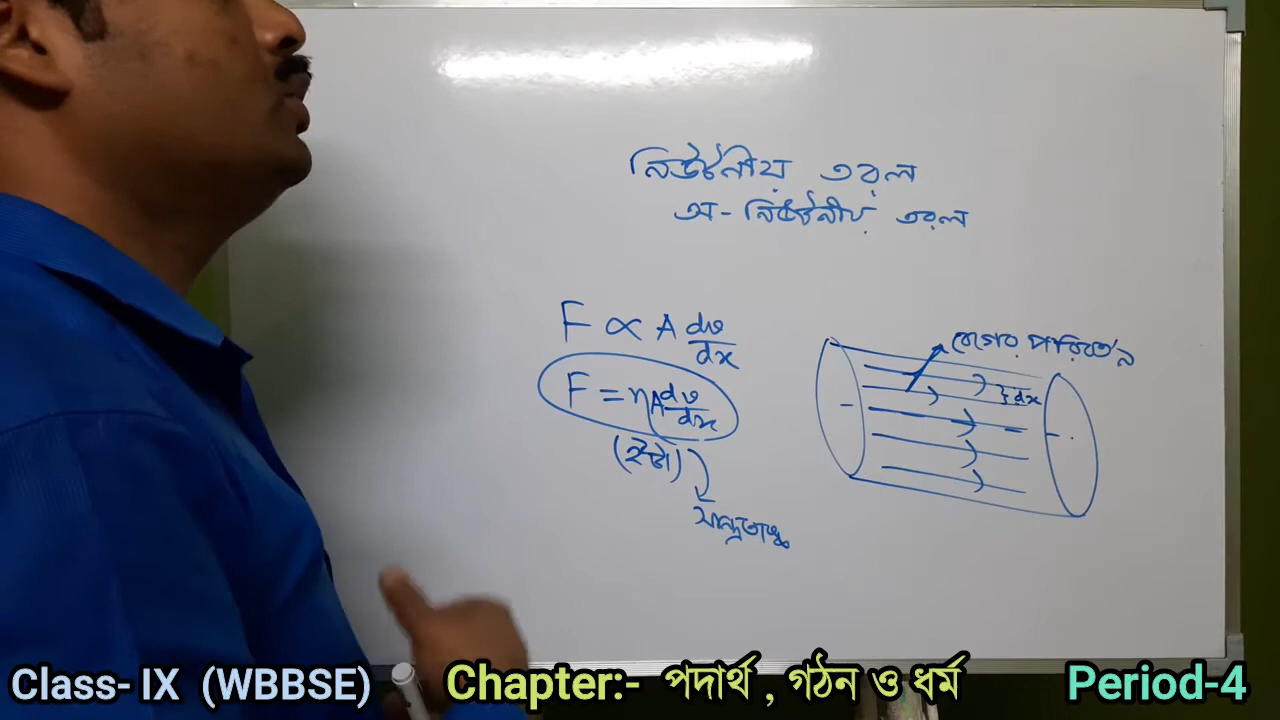 নিউটনীয় তরল
অ-নিউটনীয় তরল
F ∝ A dv/dx
F = ηA dv/dx
(ইটা)
সান্দ্রতাঙ্ক
বেগের পরিবর্তন
dx
Class- IX (WBBSE) Chapter:- পদার্থ , গঠন ও ধর্ম Period-4